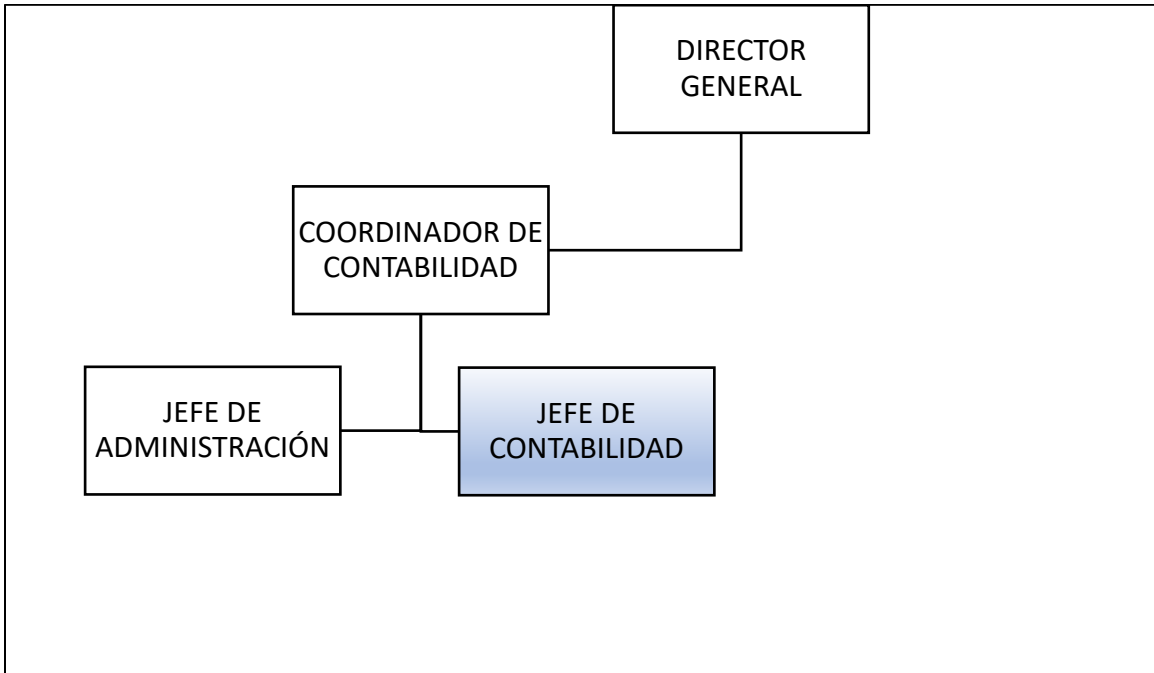 DIRECTOR
GENERAL
COORDINADOR DE
CONTABILIDAD
JEFE DE
ADMINISTRACIÓN
JEFE DE
CONTABILIDAD